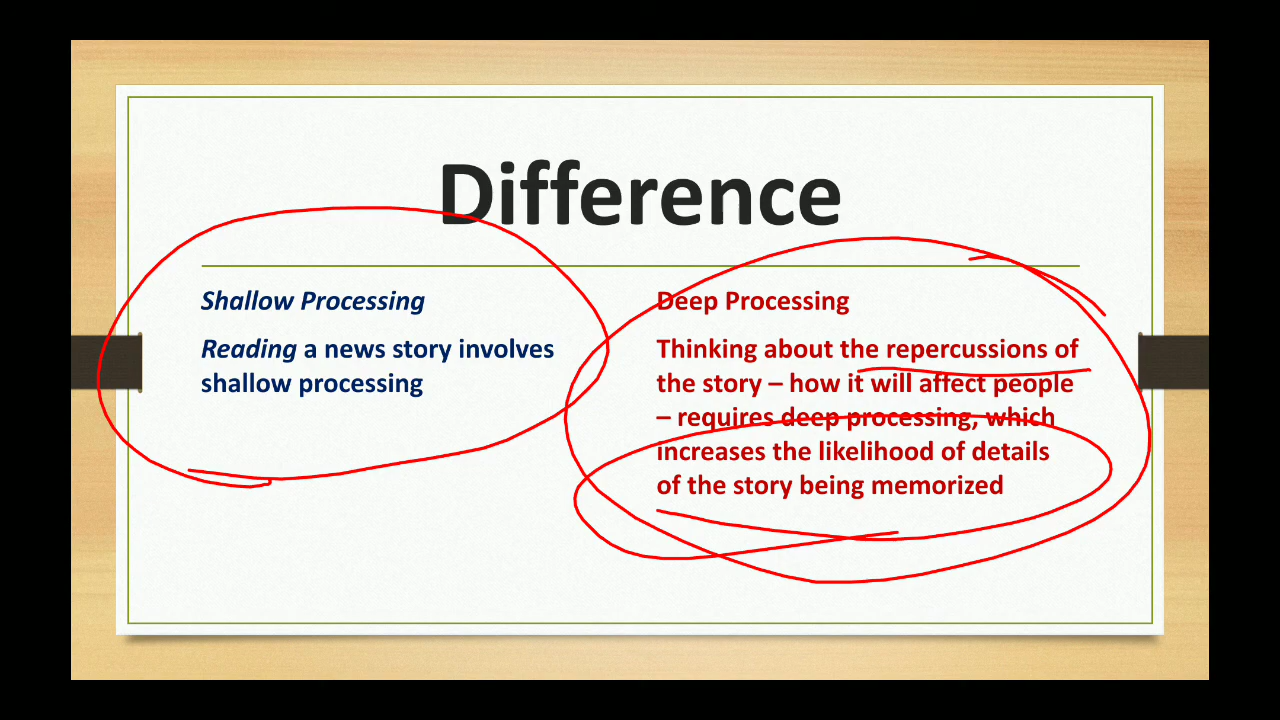 Difference
Shallow Processing
Reading a news story involves
shallow processing
Deep Processing
Thinking about the repercussions of
the story – how it will affect people
– requires deep processing, which
increases the likelihood of details
of the story being memorized